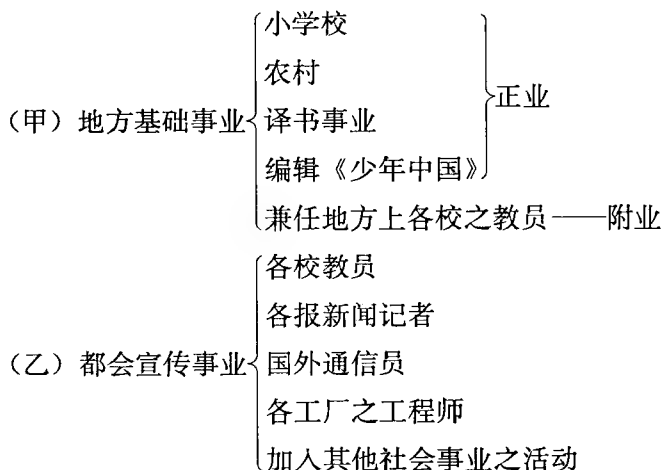 小学校
农村
（甲）地方基础事业 译书事业 正业
编辑《少年中国》
兼任地方上各校之教员——附业
各校教员
各报新闻记者
（乙）都会宣传事业 国外通信员
各工厂之工程师
加入其他社会事业之活动